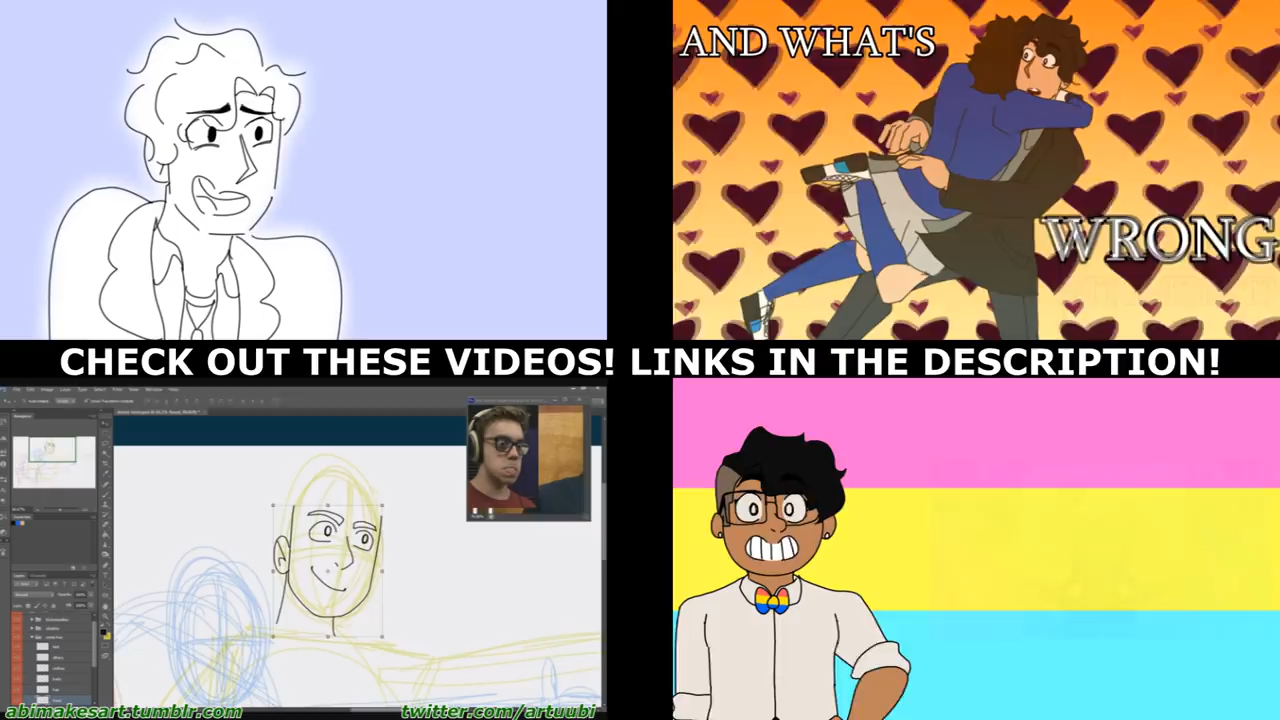 AND WHAT'S
WRONG
CHECK OUT THESE VIDEOS! LINKS IN THE DESCRIPTION!
abimakesart.tumblr.com
twitter.com/artuubi